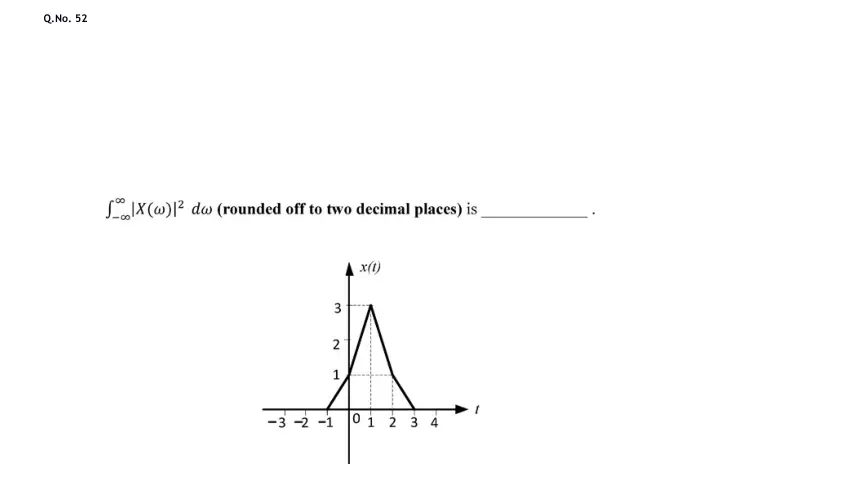 Q.No. 52
∫_{-∞}^{∞}|X(ω)|² dω (rounded off to two decimal places) is ______________ .
x(t)
3
2
1
0
−3 −2 −1 1 2 3 4
t